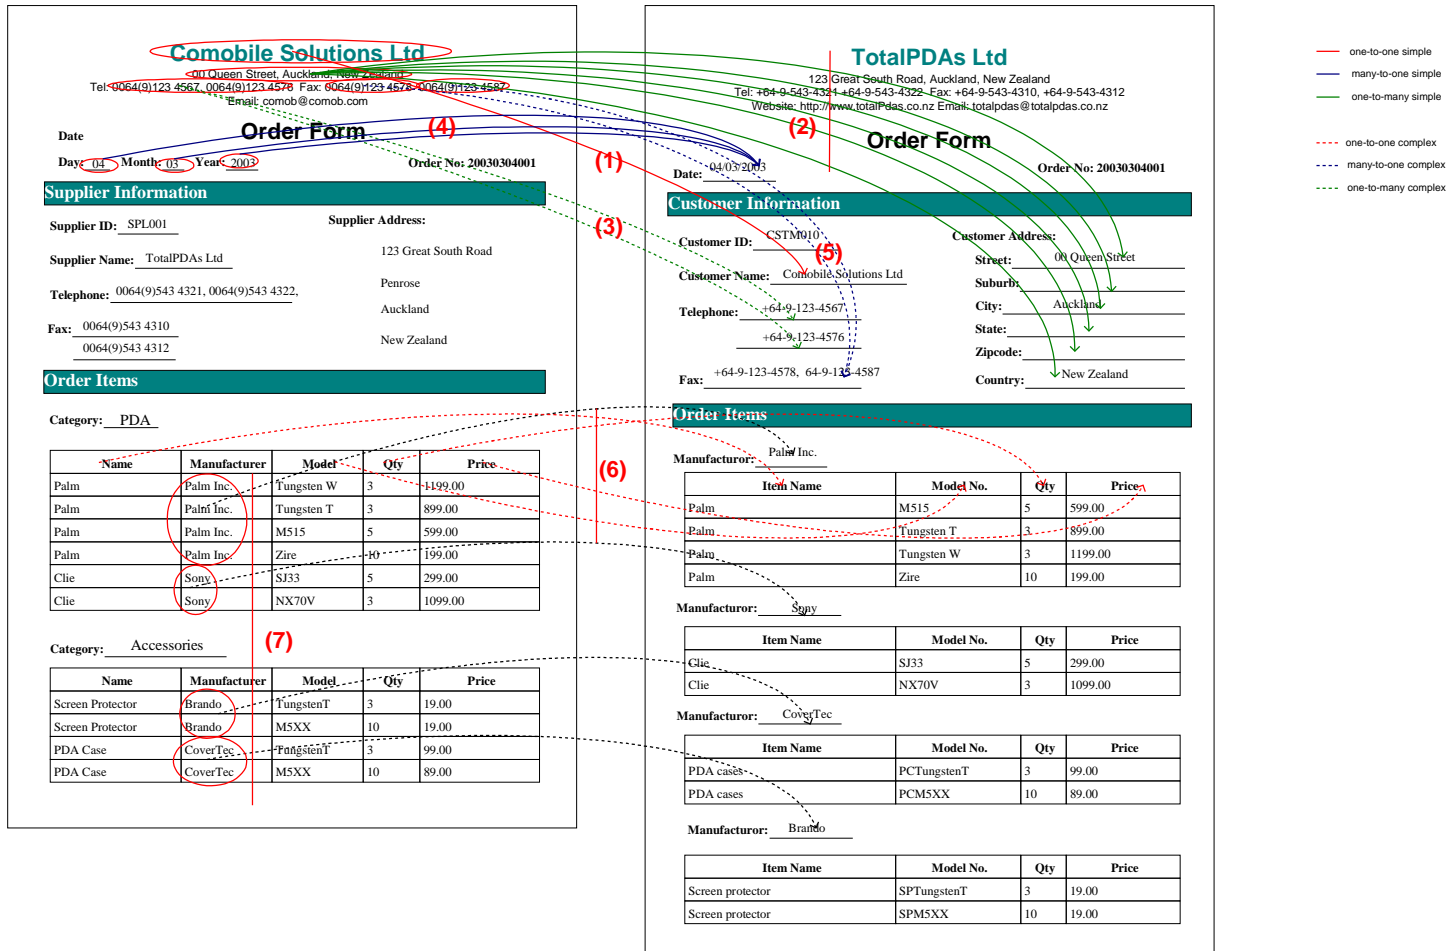 Comobile Solutions Ltd
00 Queen Street, Auckland, New Zealand
Tel: 0064(9)123 4567, 0064(9)123 4576 Fax: 0064(9)123 4578 0064(9)123 4587
Email: comob@comob.com
Order Form
Date
Day: 04 Month: 03 Year: 2003
Order No: 20030304001
Supplier Information
Supplier ID: SPL001
Supplier Address:
123 Great South Road
Supplier Name: TotalPDAs Ltd
Penrose
Telephone: 0064(9)543 4321, 0064(9)543 4322,
Auckland
Fax: 0064(9)543 4310
0064(9)543 4312
New Zealand
Order Items
Category: PDA
Name Manufacturer Model Qty Price
Palm Palm Inc. Tungsten W 3 1199.00
Palm Palm Inc. Tungsten T 3 899.00
Palm Palm Inc. M515 5 599.00
Palm Palm Inc. Zire 10 199.00
Clie Sony SJ33 5 299.00
Clie Sony NX70V 3 1099.00
Category: Accessories
Name Manufacturer Model Qty Price
Screen Protector Brando TungstenT 3 19.00
Screen Protector Brando M5XX 10 19.00
PDA Case CoverTec TungstenT 3 99.00
PDA Case CoverTec M5XX 10 89.00
(1)
(2)
(3)
(4)
(5)
(6)
(7)
TotalPDAs Ltd
123 Great South Road, Auckland, New Zealand
Tel: +64-9-543-4321 +64-9-543-4322 Fax: +64-9-543-4310, +64-9-543-4312
Website: http://www.totalPdas.co.nz Email: totalpdas@totalpdas.co.nz
Order Form
Order No: 20030304001
Date: 04/03/2003
Customer Information
Customer ID: CSTM010
Customer Address:
Customer Name: Comobile Solutions Ltd
Street: 00 Queen Street
Suburb:
Telephone: +64-9-123-4567
City: Auckland
+64-9-123-4576
State:
Zipcode:
Fax: +64-9-123-4578, 64-9-123-4587
Country: New Zealand
Order Items
Manufacturor: Palm Inc.
Item Name Model No. Qty Price
Palm M515 5 599.00
Palm Tungsten T 3 899.00
Palm Tungsten W 3 1199.00
Palm Zire 10 199.00
Manufacturor: Sony
Item Name Model No. Qty Price
Clie SJ33 5 299.00
Clie NX70V 3 1099.00
Manufacturor: CoverTec
Item Name Model No. Qty Price
PDA cases PCTungstenT 3 99.00
PDA cases PCM5XX 10 89.00
Manufacturor: Brando
Item Name Model No. Qty Price
Screen protector SPTungstenT 3 19.00
Screen protector SPM5XX 10 19.00
one-to-one simple
many-to-one simple
one-to-many simple
one-to-one complex
many-to-one complex
one-to-many complex